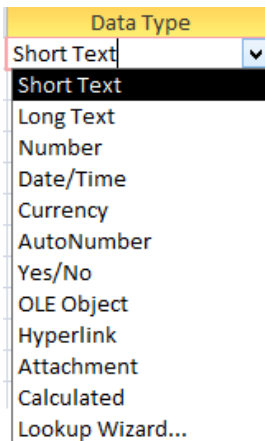 Data Type
Short Text
Short Text
Long Text
Number
Date/Time
Currency
AutoNumber
Yes/No
OLE Object
Hyperlink
Attachment
Calculated
Lookup Wizard...